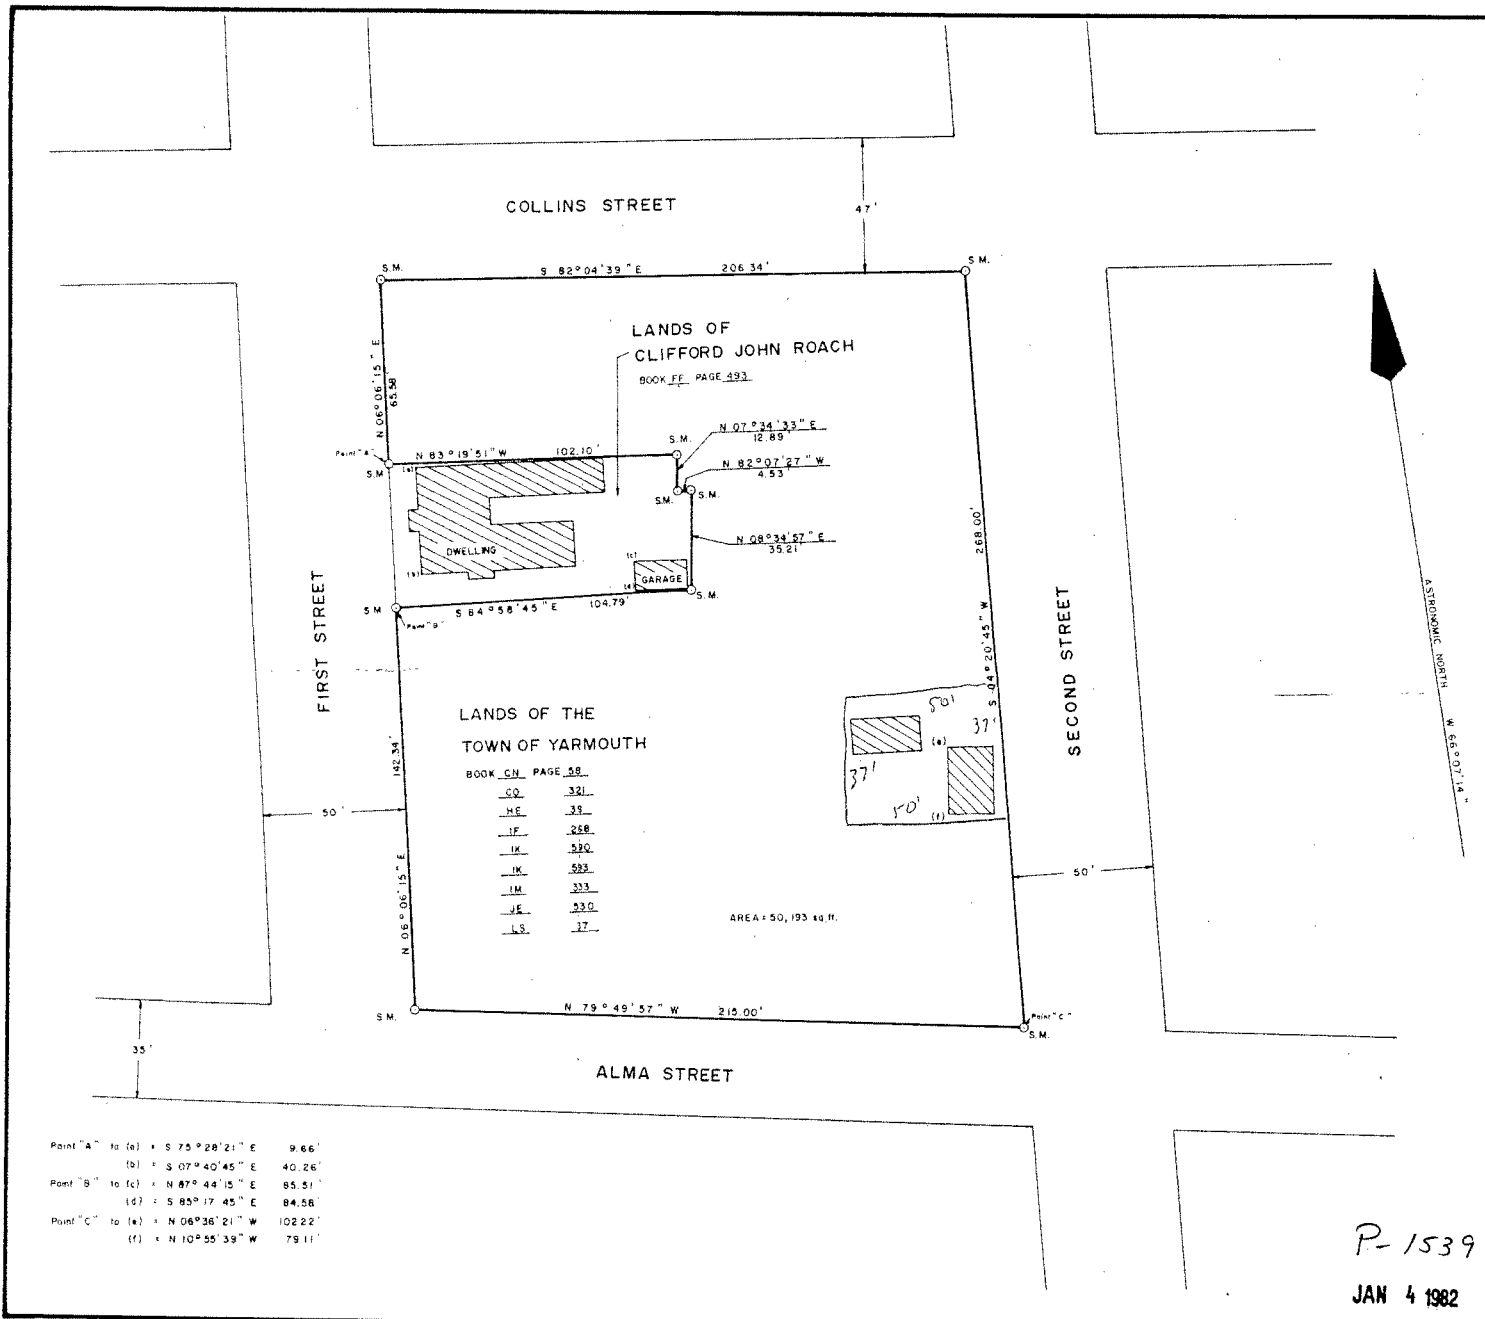 COLLINS STREET
47'
S.M.
S 82°04'39" E 206.34'
S.M.
LANDS OF
CLIFFORD JOHN ROACH
BOOK FF PAGE 493
N 06°06'15" E
65.58'
Point "A"
S.M.
N 83°19'51" W 102.10'
S.M.
N 07°34'33" E
12.89'
N 82°07'27" W
4.53'
S.M.
S.M.
N 08°34'57" E
35.21'
(a)
DWELLING
(b)
(c)
GARAGE
(d)
S.M.
S.M.
S 84°58'45" E 104.79'
Point "B"
FIRST STREET
268.00'
S 04°20'45" W
SECOND STREET
ASTRONOMIC NORTH W 66°07'14"
LANDS OF THE
TOWN OF YARMOUTH
BOOK CN PAGE 58
CO 321
HE 39
IF 268
IK 590
IK 593
IM 333
JE 530
LS 37
50'
37'
(e)
37'
50'
(f)
142.34'
50'
N 06°06'15" E
50'
AREA = 50,193 sq.ft.
S.M.
N 79°49'57" W 215.00'
Point "C"
S.M.
35'
ALMA STREET
Point "A" to (a) = S 75°28'21" E 9.66'
(b) = S 07°40'45" E 40.26'
Point "B" to (c) = N 87°44'15" E 85.51'
(d) = S 85°17'45" E 84.58'
Point "C" to (e) = N 06°36'21" W 102.22'
(f) = N 10°55'39" W 79.11'
P-1539
JAN 4 1982